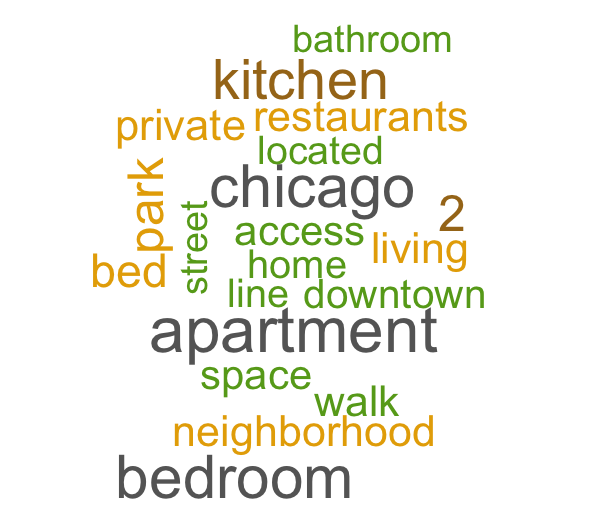 bathroom
kitchen
private restaurants
located
park
chicago
street
2
access
living
bed
home
line downtown
apartment
space
walk
neighborhood
bedroom